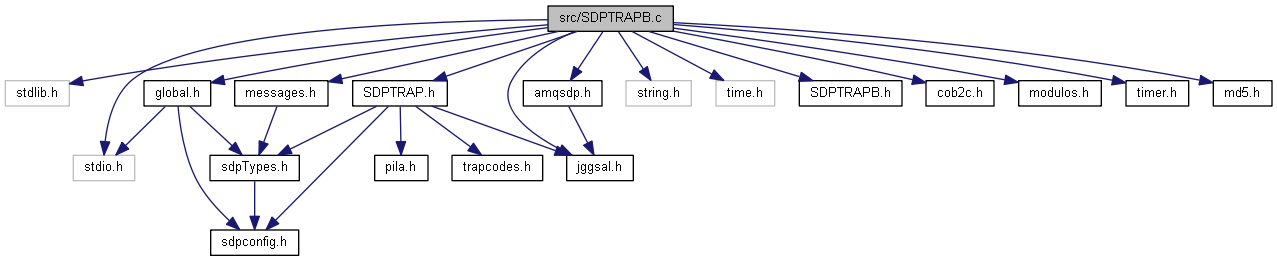 src/SDPTRAPB.c
stdlib.h
global.h
messages.h
SDPTRAP.h
amqsdp.h
string.h
time.h
SDPTRAPB.h
cob2c.h
modulos.h
timer.h
md5.h
stdio.h
sdpTypes.h
pila.h
trapcodes.h
jggsal.h
sdpconfig.h